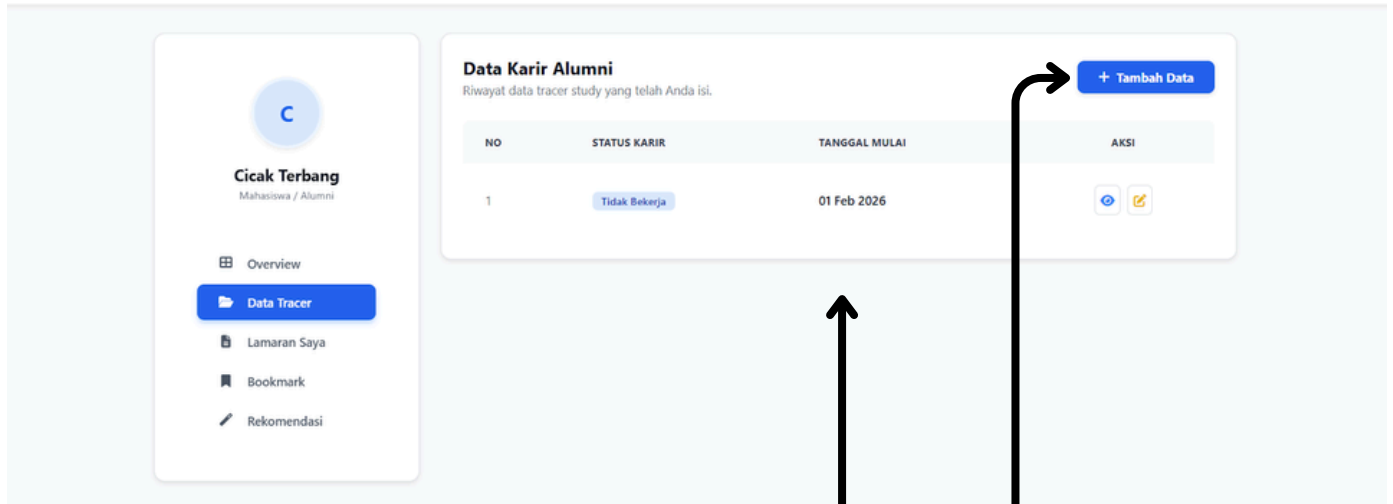 C
Cicak Terbang
Mahasiswa / Alumni
Overview
Data Tracer
Lamaran Saya
Bookmark
Rekomendasi
Data Karir Alumni
Riwayat data tracer study yang telah Anda isi.
+ Tambah Data
NO STATUS KARIR TANGGAL MULAI AKSI
1 Tidak Bekerja 01 Feb 2026